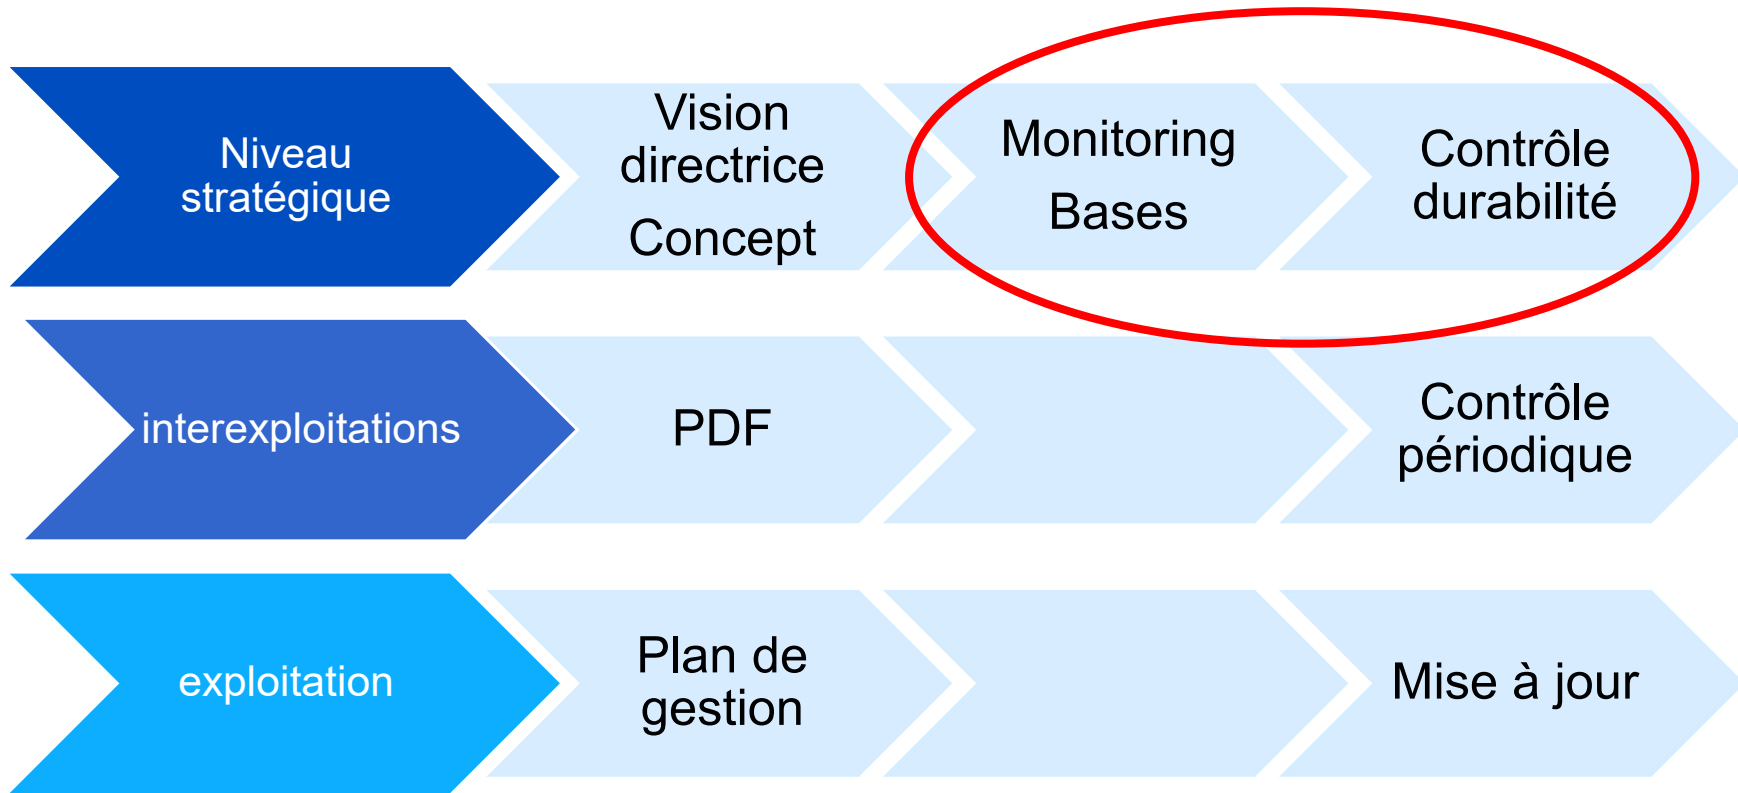 Niveau
stratégique
Vision
directrice
Concept
Monitoring
Bases
Contrôle
durabilité
interexploitations
PDF
Contrôle
périodique
exploitation
Plan de
gestion
Mise à jour